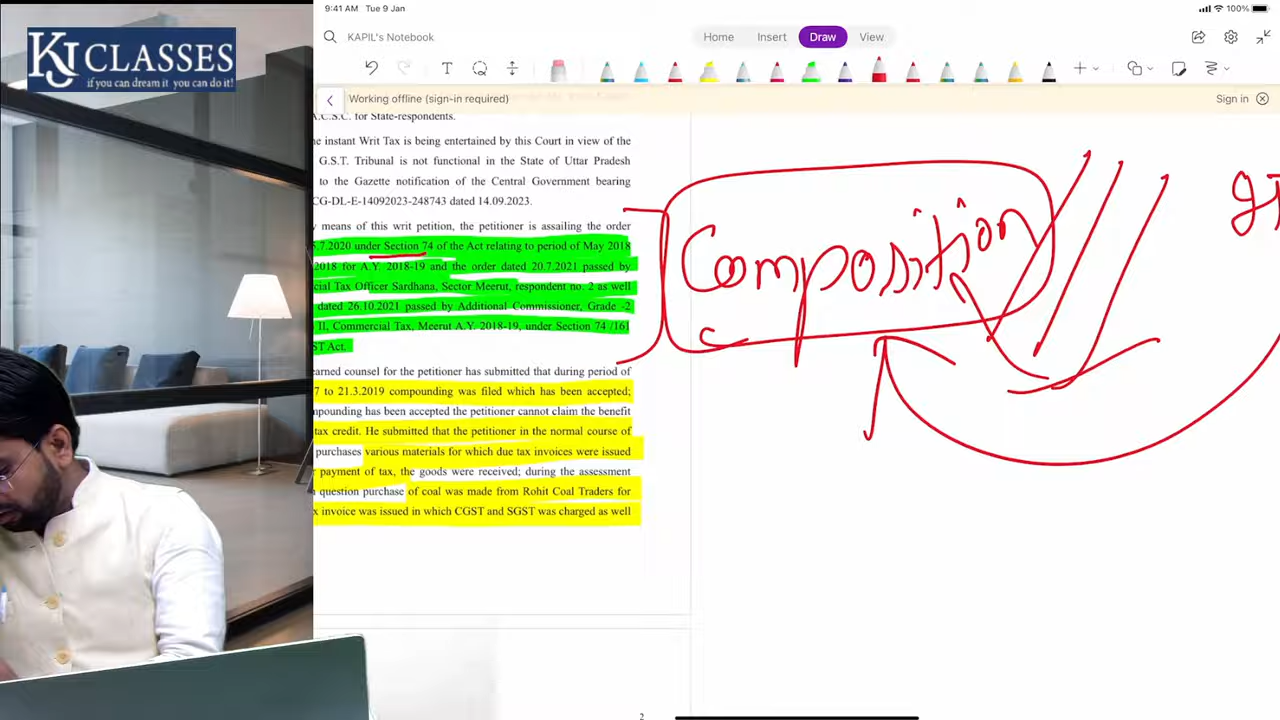 9:41 AM Tue 9 Jan
100%
KJ CLASSES
if you can dream it you can do it!
KAPIL's Notebook
Home Insert Draw View
Working offline (sign-in required)
Sign in
A.C.S.C. for State-respondents.
e instant Writ Tax is being entertained by this Court in view of the
G.S.T. Tribunal is not functional in the State of Uttar Pradesh
to the Gazette notification of the Central Government bearing
CG-DL-E-14092023-248743 dated 14.09.2023.
y means of this writ petition, the petitioner is assailing the order
.7.2020 under Section 74 of the Act relating to period of May 2018
2018 for A.Y. 2018-19 and the order dated 20.7.2021 passed by
cial Tax Officer Sardhana, Sector Meerut, respondent no. 2 as well
dated 26.10.2021 passed by Additional Commissioner, Grade -2
II, Commercial Tax, Meerut A.Y. 2018-19, under Section 74 /161
ST Act.
earned counsel for the petitioner has submitted that during period of
7 to 21.3.2019 compounding was filed which has been accepted;
mpounding has been accepted the petitioner cannot claim the benefit
tax credit. He submitted that the petitioner in the normal course of
purchases various materials for which due tax invoices were issued
r payment of tax, the goods were received; during the assessment
n question purchase of coal was made from Rohit Coal Traders for
x invoice was issued in which CGST and SGST was charged as well
Composition
2